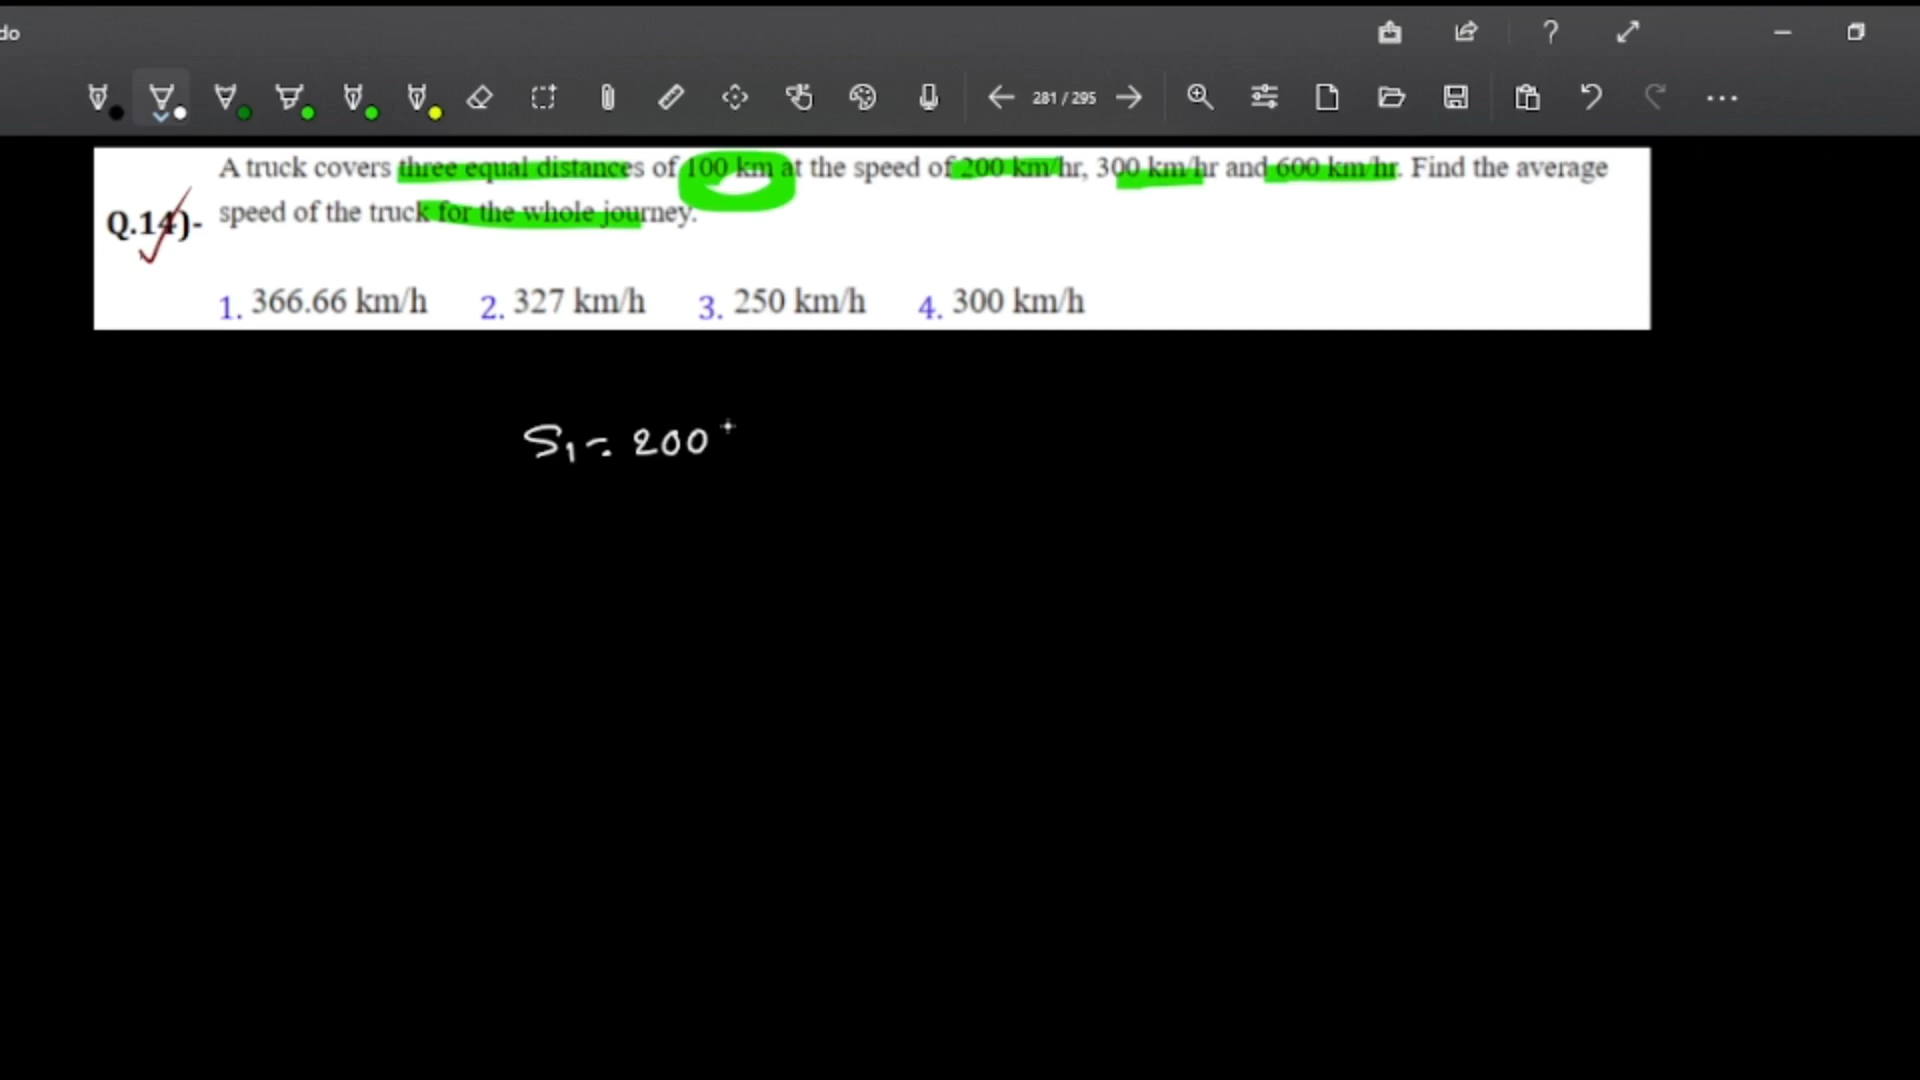 do
281 / 295
A truck covers three equal distances of 100 km at the speed of 200 km/hr, 300 km/hr and 600 km/hr. Find the average
Q.14)- speed of the truck for the whole journey.
1. 366.66 km/h 2. 327 km/h 3. 250 km/h 4. 300 km/h
S₁ = 200